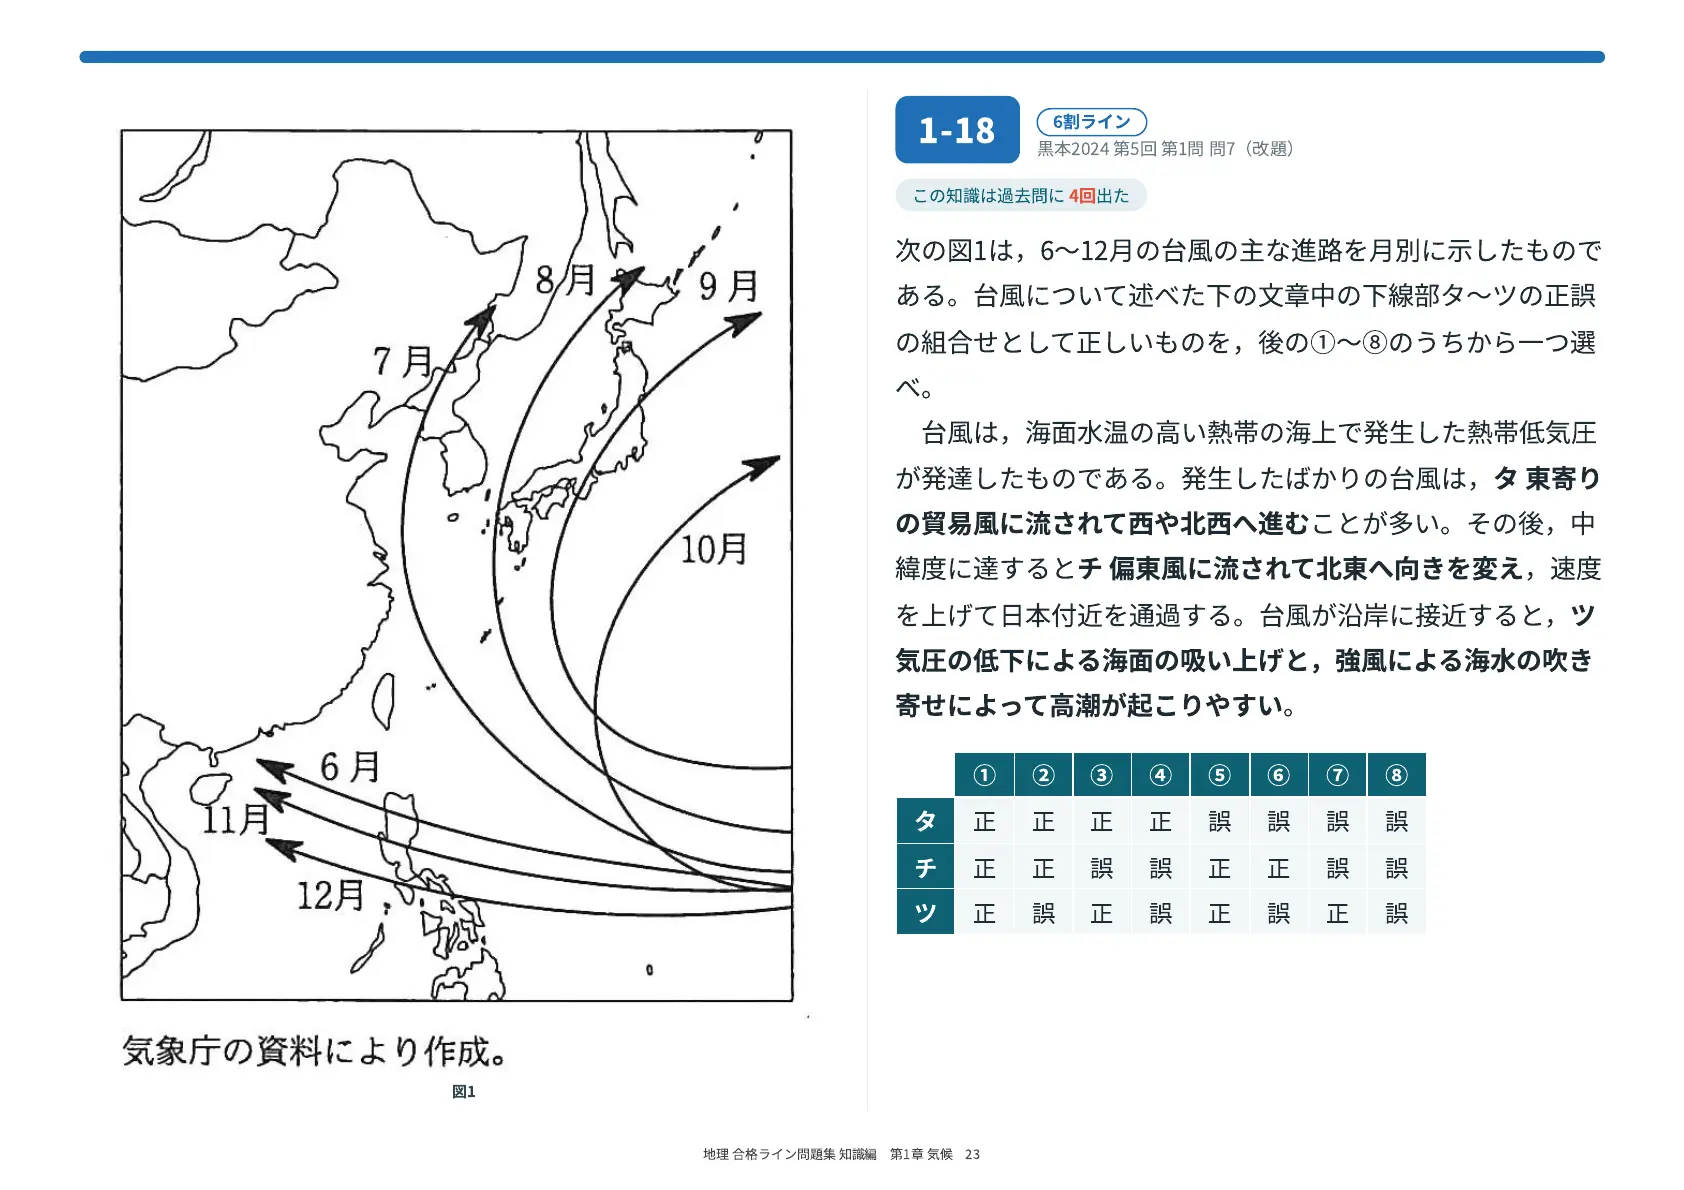 8月
9月
7月
10月
6月
11月
12月
気象庁の資料により作成。
図1
1-18
6割ライン
黒本2024 第5回 第1問 問7（改題）
この知識は過去問に 4回出た
次の図1は，6～12月の台風の主な進路を月別に示したもので
ある。台風について述べた下の文章中の下線部タ～ツの正誤
の組合せとして正しいものを，後の①～⑧のうちから一つ選
べ。
台風は，海面水温の高い熱帯の海上で発生した熱帯低気圧
が発達したものである。発生したばかりの台風は，タ 東寄り
の貿易風に流されて西や北西へ進むことが多い。その後，中
緯度に達するとチ 偏東風に流されて北東へ向きを変え，速度
を上げて日本付近を通過する。台風が沿岸に接近すると，ツ
気圧の低下による海面の吸い上げと，強風による海水の吹き
寄せによって高潮が起こりやすい。
① ② ③ ④ ⑤ ⑥ ⑦ ⑧
タ 正 正 正 正 誤 誤 誤 誤
チ 正 正 誤 誤 正 正 誤 誤
ツ 正 誤 正 誤 正 誤 正 誤
地理 合格ライン問題集 知識編 第1章 気候 23